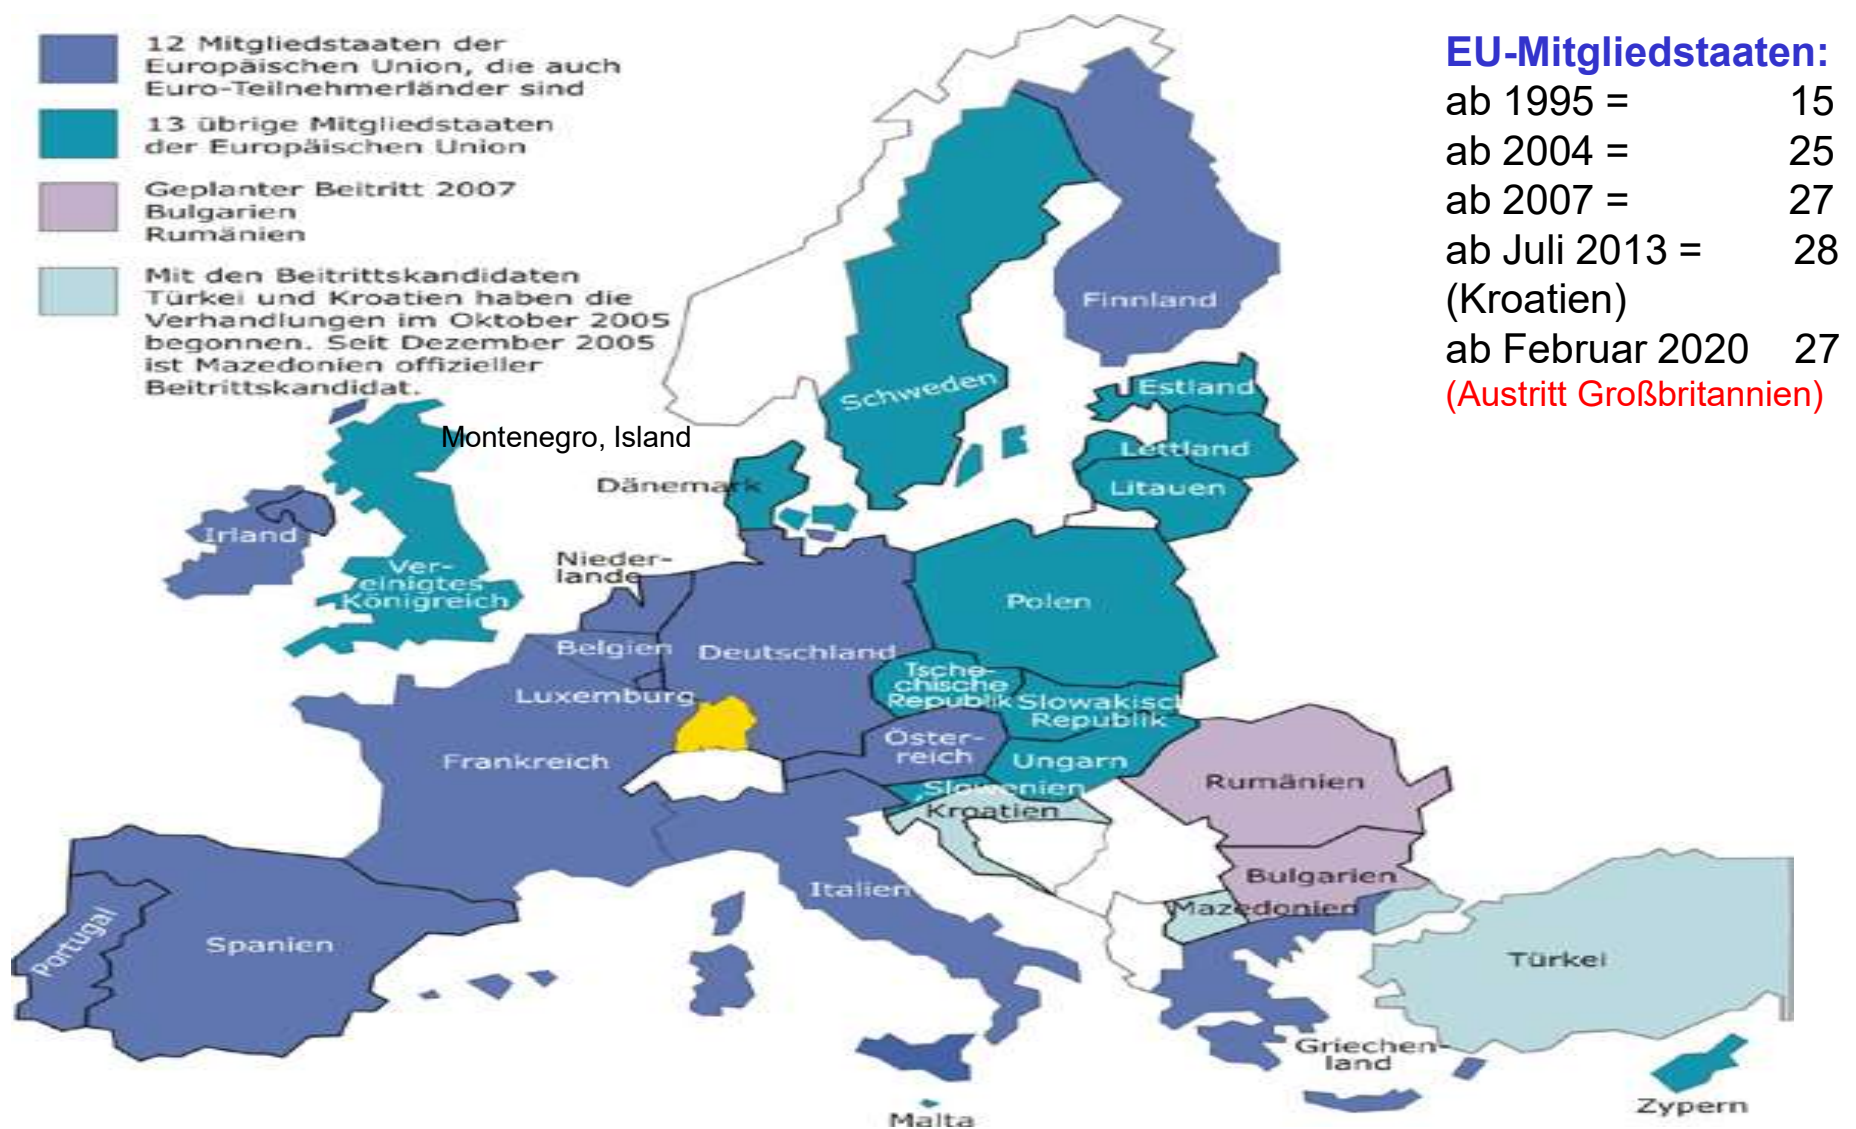 12 Mitgliedstaaten der
Europäischen Union, die auch
Euro-Teilnehmerländer sind
13 übrige Mitgliedstaaten
der Europäischen Union
Geplanter Beitritt 2007
Bulgarien
Rumänien
Mit den Beitrittskandidaten
Türkei und Kroatien haben die
Verhandlungen im Oktober 2005
begonnen. Seit Dezember 2005
ist Mazedonien offizieller
Beitrittskandidat.
Montenegro, Island
EU-Mitgliedstaaten:
ab 1995 = 15
ab 2004 = 25
ab 2007 = 27
ab Juli 2013 = 28
(Kroatien)
ab Februar 2020 27
(Austritt Großbritannien)
Finnland
Schweden
Estland
Lettland
Litauen
Dänemark
Irland
Ver-
einigtes
Königreich
Nieder-
lande
Belgien
Luxemburg
Deutschland
Polen
Tsche-
chische
Republik
Slowakisc
Republik
Öster-
reich
Ungarn
Slowenien
Kroatien
Frankreich
Rumänien
Bulgarien
Mazedonien
Italien
Portugal
Spanien
Türkei
Griechen-
land
Malta
Zypern